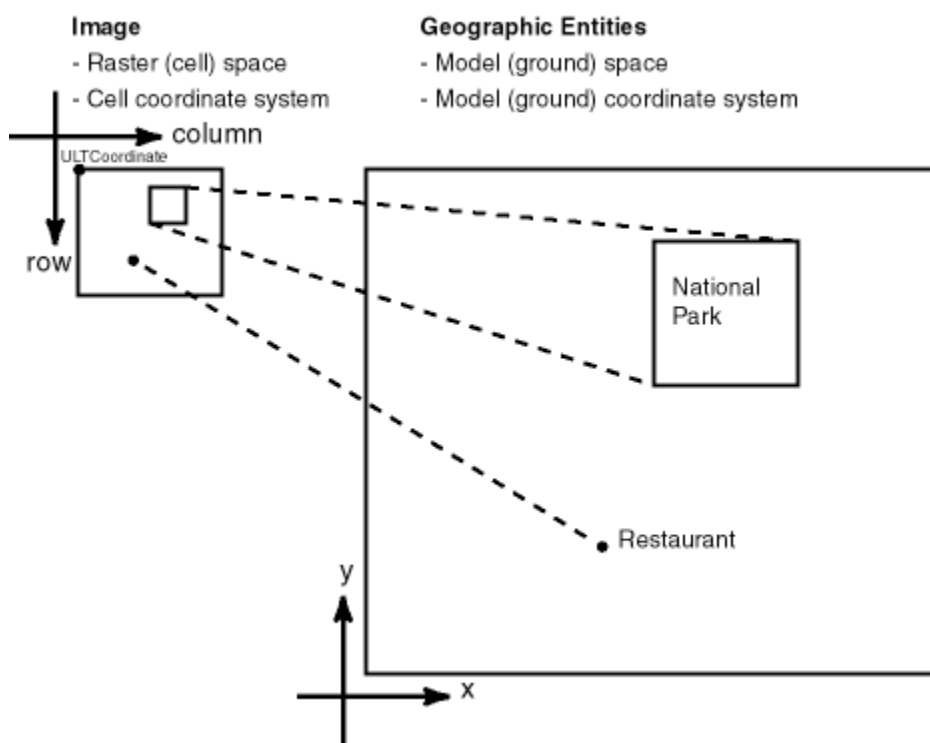 Image
- Raster (cell) space
- Cell coordinate system
Geographic Entities
- Model (ground) space
- Model (ground) coordinate system
column
ULTCoordinate
row
National
Park
Restaurant
y
x